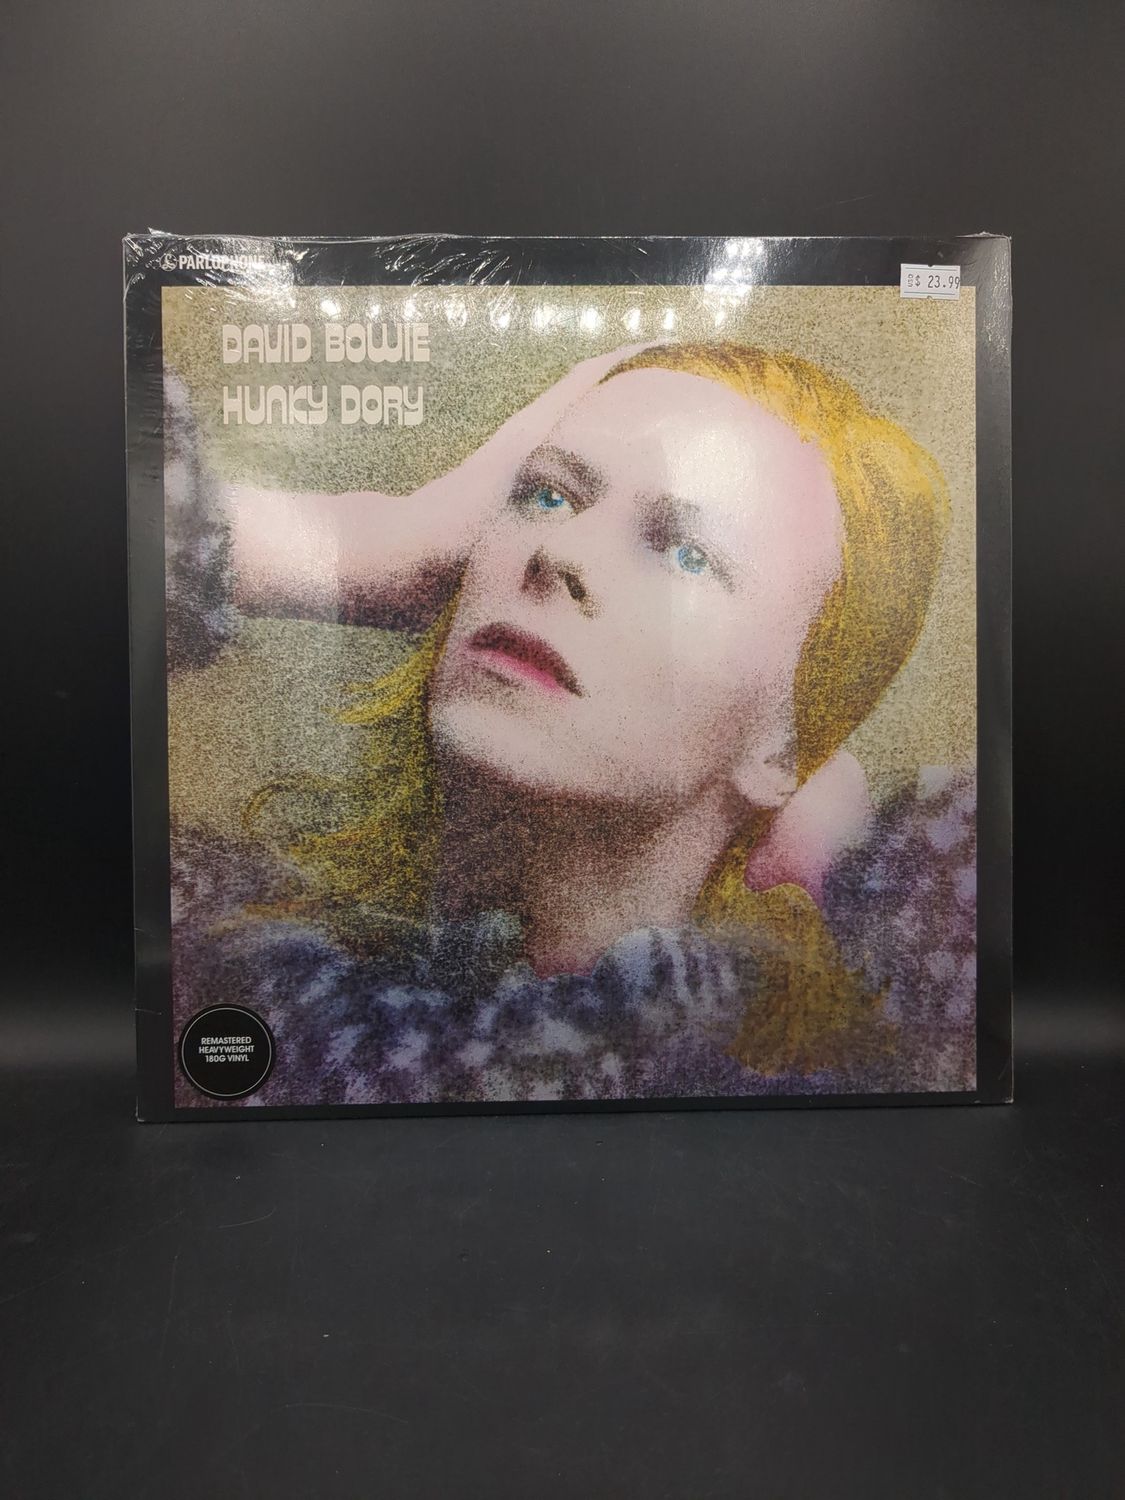 PARLOPHONE
$ 23.99
DAVID BOWIE
HUNKY DORY
REMASTERED
HEAVYWEIGHT
180G VINYL